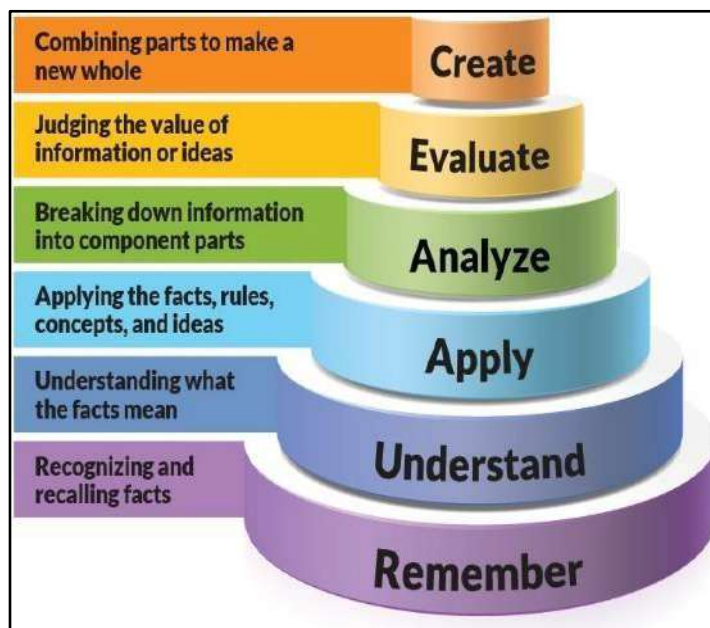 Combining parts to make a
new whole
Create
Judging the value of
information or ideas
Evaluate
Breaking down information
into component parts
Analyze
Applying the facts, rules,
concepts, and ideas
Apply
Understanding what
the facts mean
Understand
Recognizing and
recalling facts
Remember